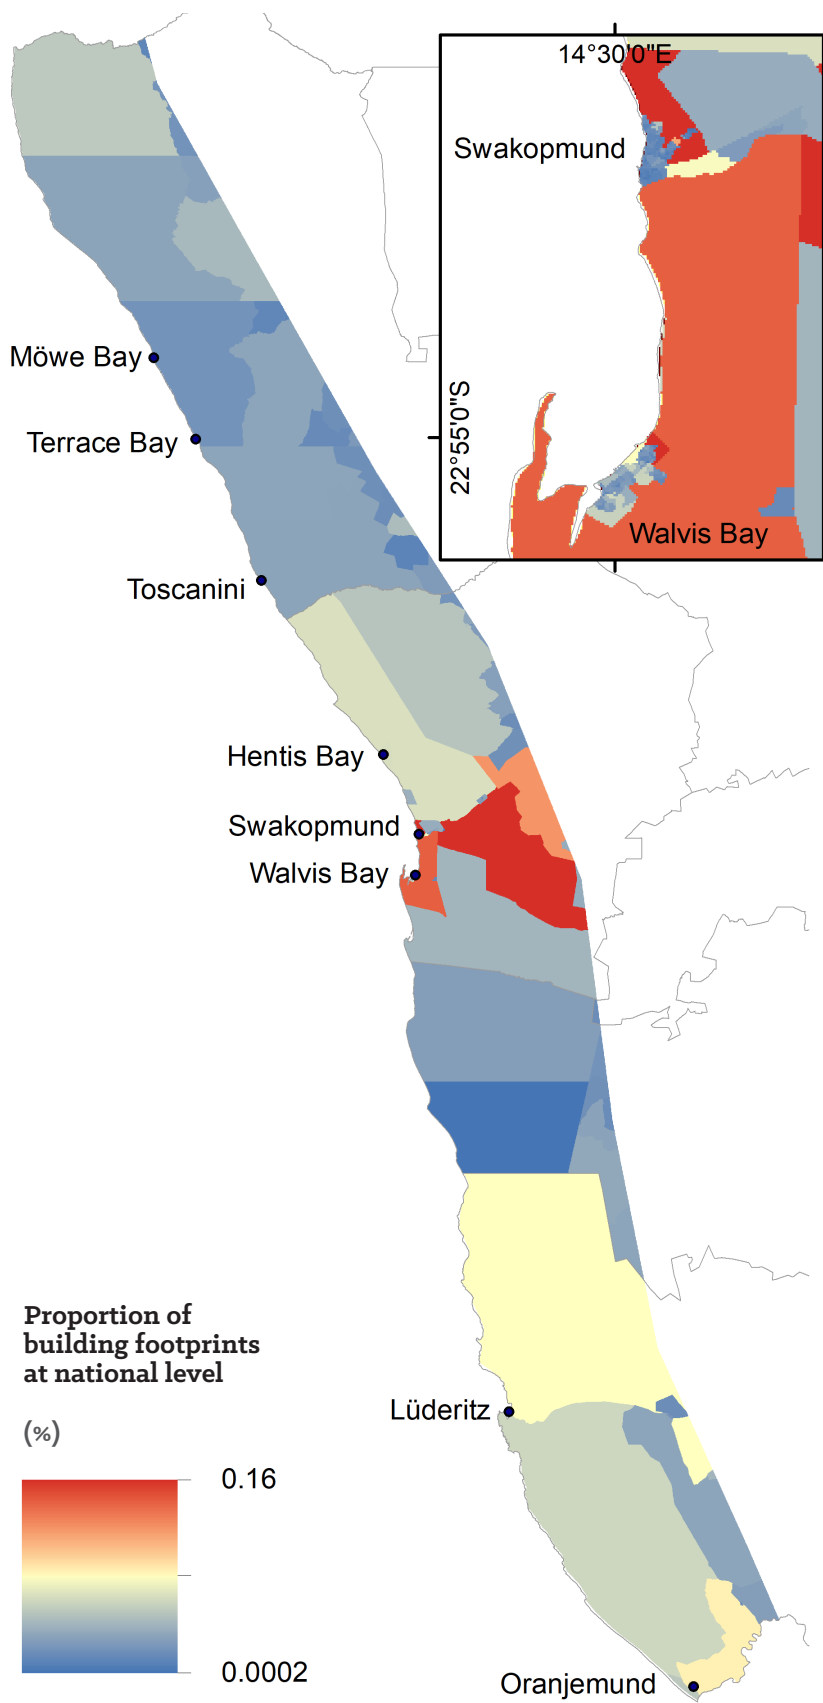 14°30'0"E
Swakopmund
22°55'0"S
Walvis Bay
Möwe Bay
Terrace Bay
Toscanini
Hentis Bay
Swakopmund
Walvis Bay
Lüderitz
Oranjemund
Proportion of
building footprints
at national level
(%)
0.16
0.0002